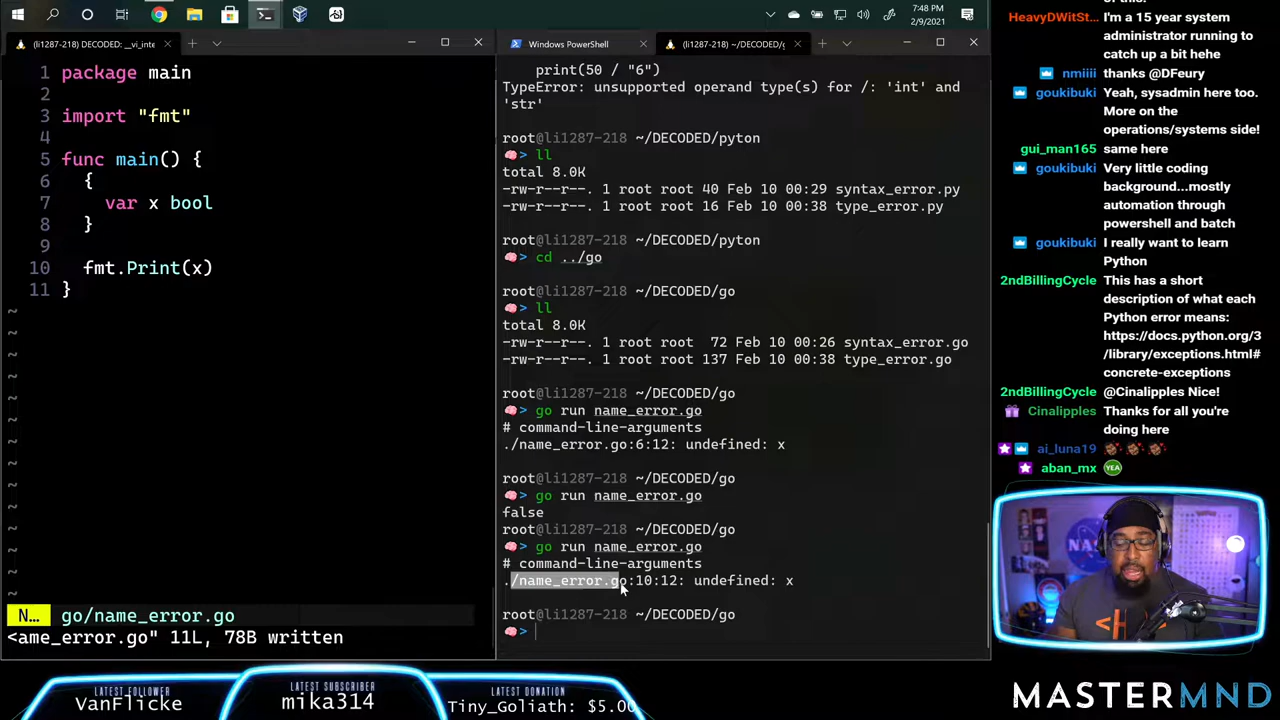 7:48 PM
2/9/2021
(li1287-218) DECODED: __vi_inte
1 package main
2
3 import "fmt"
4
5 func main() {
6 {
7 var x bool
8 }
9
10 fmt.Print(x)
11 }
~
~
~
~
~
~
~
~
~
~
~
~
~
~
N… go/name_error.go
<ame_error.go" 11L, 78B written
Windows PowerShell
(li1287-218) ~/DECODED/g
print(50 / "6")
TypeError: unsupported operand type(s) for /: 'int' and
'str'
root@li1287-218 ~/DECODED/pyton
🧠> ll
total 8.0K
-rw-r--r--. 1 root root 40 Feb 10 00:29 syntax_error.py
-rw-r--r--. 1 root root 16 Feb 10 00:38 type_error.py
root@li1287-218 ~/DECODED/pyton
🧠> cd ../go
root@li1287-218 ~/DECODED/go
🧠> ll
total 8.0K
-rw-r--r--. 1 root root 72 Feb 10 00:26 syntax_error.go
-rw-r--r--. 1 root root 137 Feb 10 00:38 type_error.go
root@li1287-218 ~/DECODED/go
🧠> go run name_error.go
# command-line-arguments
./name_error.go:6:12: undefined: x
root@li1287-218 ~/DECODED/go
🧠> go run name_error.go
false
root@li1287-218 ~/DECODED/go
🧠> go run name_error.go
# command-line-arguments
./name_error.go:10:12: undefined: x
root@li1287-218 ~/DECODED/go
🧠>
HeavyDWitSt… I'm a 15 year system
administrator running to
catch up a bit hehe
nmiiii thanks @DFeury
goukibuki Yeah, sysadmin here too.
More on the
operations/systems side!
gui_man165 same here
goukibuki Very little coding
background...mostly
automation through
powershell and batch
goukibuki I really want to learn
Python
2ndBillingCycle This has a short
description of what each
Python error means:
https://docs.python.org/3
/library/exceptions.html#
concrete-exceptions
2ndBillingCycle @Cinalipples Nice!
Cinalipples Thanks for all you're
doing here
ai_luna19
aban_mx YEA
LATEST FOLLOWER
VanFlicke
LATEST SUBSCRIBER
mika314
LATEST DONATION
Tiny_Goliath: $5.00
MASTERMND